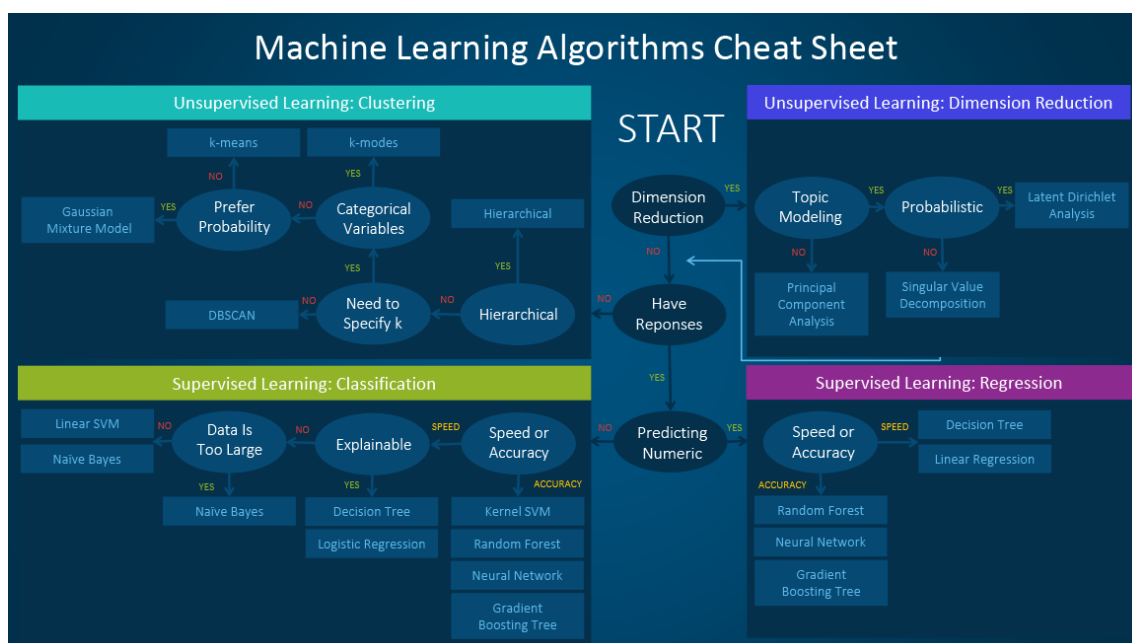 Machine Learning Algorithms Cheat Sheet
Unsupervised Learning: Clustering
k-means
k-modes
NO
YES
Gaussian
Mixture Model
YES
Prefer
Probability
NO
Categorical
Variables
Hierarchical
YES
YES
DBSCAN
NO
Need to
Specify k
NO
Hierarchical
START
Dimension
Reduction
YES
NO
NO
Have
Reponses
YES
NO
Predicting
Numeric
YES
Unsupervised Learning: Dimension Reduction
Topic
Modeling
YES
Probabilistic
YES
Latent Dirichlet
Analysis
NO
NO
Principal
Component
Analysis
Singular Value
Decomposition
Supervised Learning: Classification
Linear SVM
Naïve Bayes
NO
Data Is
Too Large
NO
Explainable
SPEED
Speed or
Accuracy
YES
YES
ACCURACY
Naïve Bayes
Decision Tree
Logistic Regression
Kernel SVM
Random Forest
Neural Network
Gradient
Boosting Tree
Supervised Learning: Regression
Speed or
Accuracy
SPEED
Decision Tree
Linear Regression
ACCURACY
Random Forest
Neural Network
Gradient
Boosting Tree